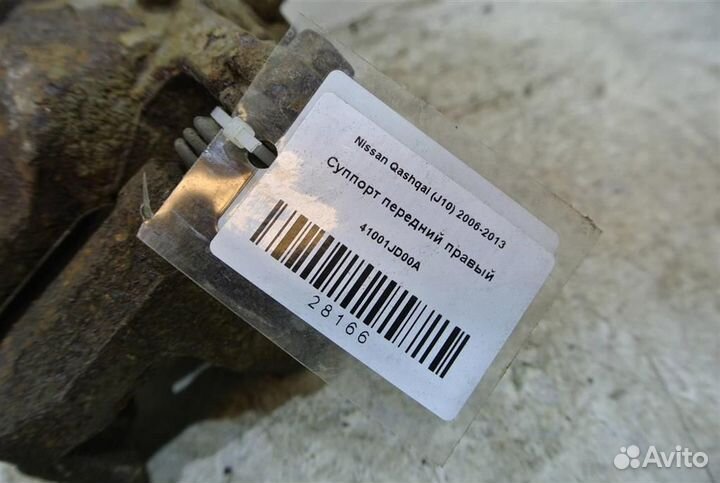 Nissan Qashqai (J10) 2006-2013
Суппорт передний правый
41001JD00A
28166
Avito